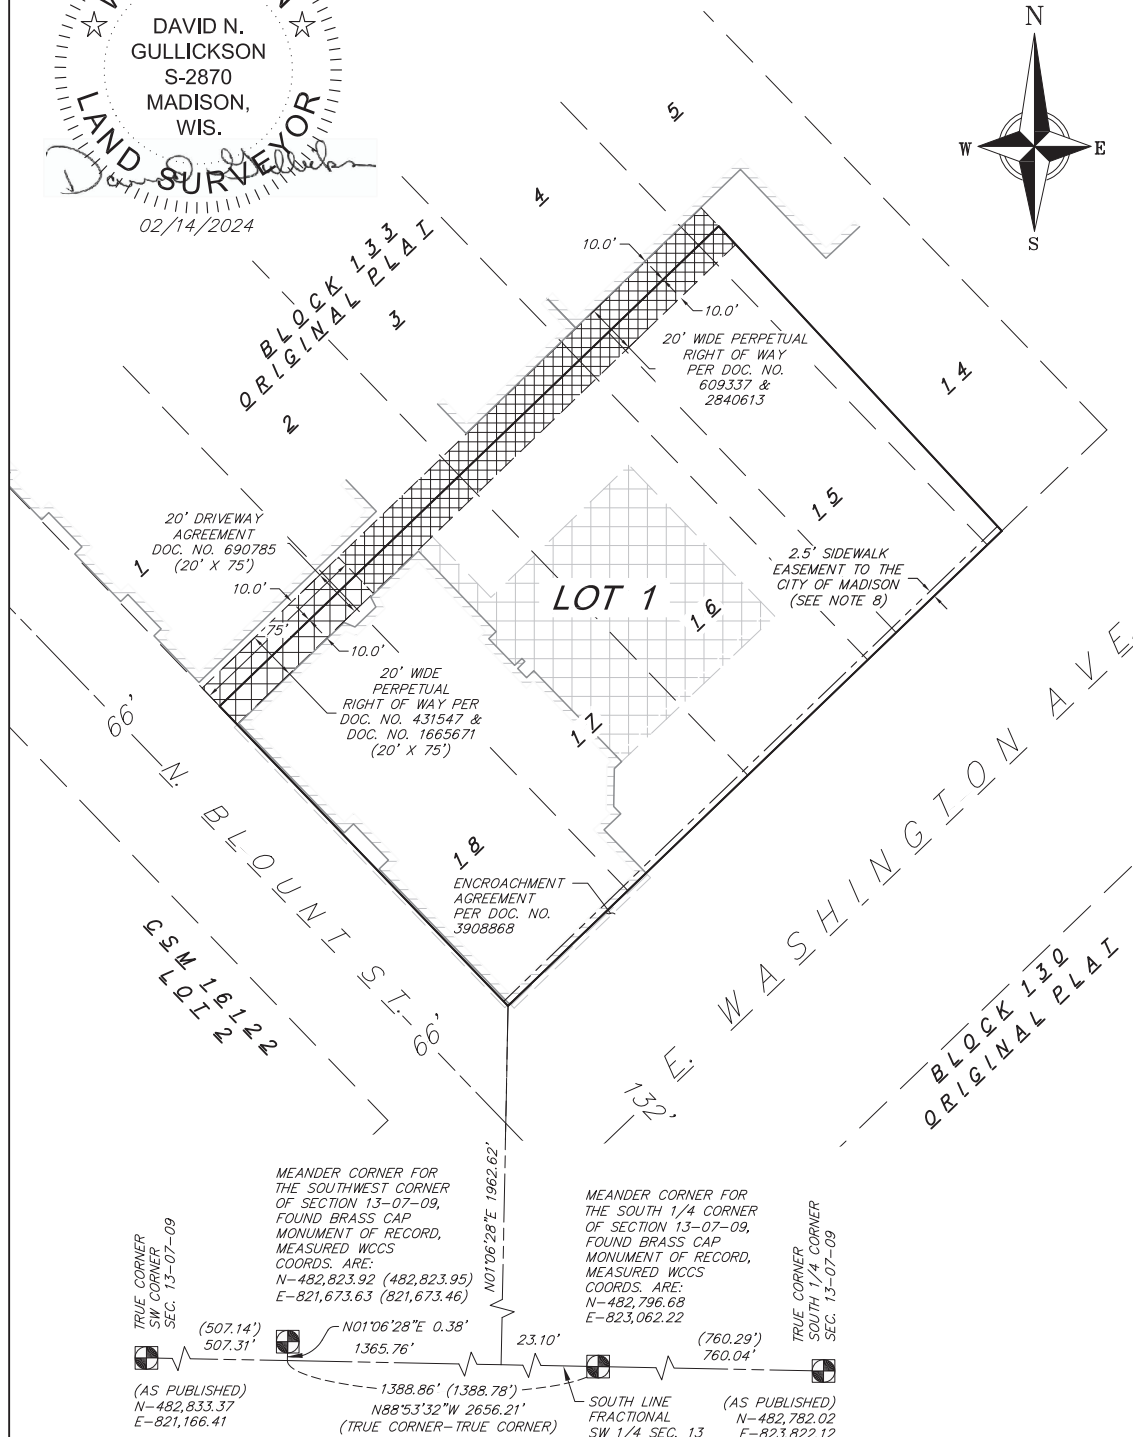 DAVID N.
GULLICKSON
S-2870
MADISON,
WIS.
LAND SURVEYOR
02/14/2024
N
W
E
S
5
4
BLOCK 133
ORIGINAL PLAT
3
2
1
10.0'
10.0'
20' WIDE PERPETUAL
RIGHT OF WAY
PER DOC. NO.
609337 &
2840613
14
15
20' DRIVEWAY
AGREEMENT
DOC. NO. 690785
(20' X 75')
10.0'
75'
10.0'
2.5' SIDEWALK
EASEMENT TO THE
CITY OF MADISON
(SEE NOTE 8)
LOT 1
16
20' WIDE
PERPETUAL
RIGHT OF WAY PER
DOC. NO. 431547 &
DOC. NO. 1665671
(20' X 75')
17
18
66'
N. BLOUNT ST.
66'
ENCROACHMENT
AGREEMENT
PER DOC. NO.
3908868
E. WASHINGTON AVE.
132'
CSM 16122
LOT 2
BLOCK 130
ORIGINAL PLAT
N01°06'28"E 1962.62'
MEANDER CORNER FOR
THE SOUTHWEST CORNER
OF SECTION 13-07-09,
FOUND BRASS CAP
MONUMENT OF RECORD,
MEASURED WCCS
COORDS. ARE:
N-482,823.92 (482,823.95)
E-821,673.63 (821,673.46)
MEANDER CORNER FOR
THE SOUTH 1/4 CORNER
OF SECTION 13-07-09,
FOUND BRASS CAP
MONUMENT OF RECORD,
MEASURED WCCS
COORDS. ARE:
N-482,796.68
E-823,062.22
TRUE CORNER
SW CORNER
SEC. 13-07-09
TRUE CORNER
SOUTH 1/4 CORNER
SEC. 13-07-09
(507.14')
507.31'
N01°06'28"E 0.38'
1365.76'
23.10'
(760.29')
760.04'
(AS PUBLISHED)
N-482,833.37
E-821,166.41
1388.86' (1388.78')
N88°53'32"W 2656.21'
(TRUE CORNER-TRUE CORNER)
SOUTH LINE
FRACTIONAL
SW 1/4 SEC. 13
(AS PUBLISHED)
N-482,782.02
E-823,822.12